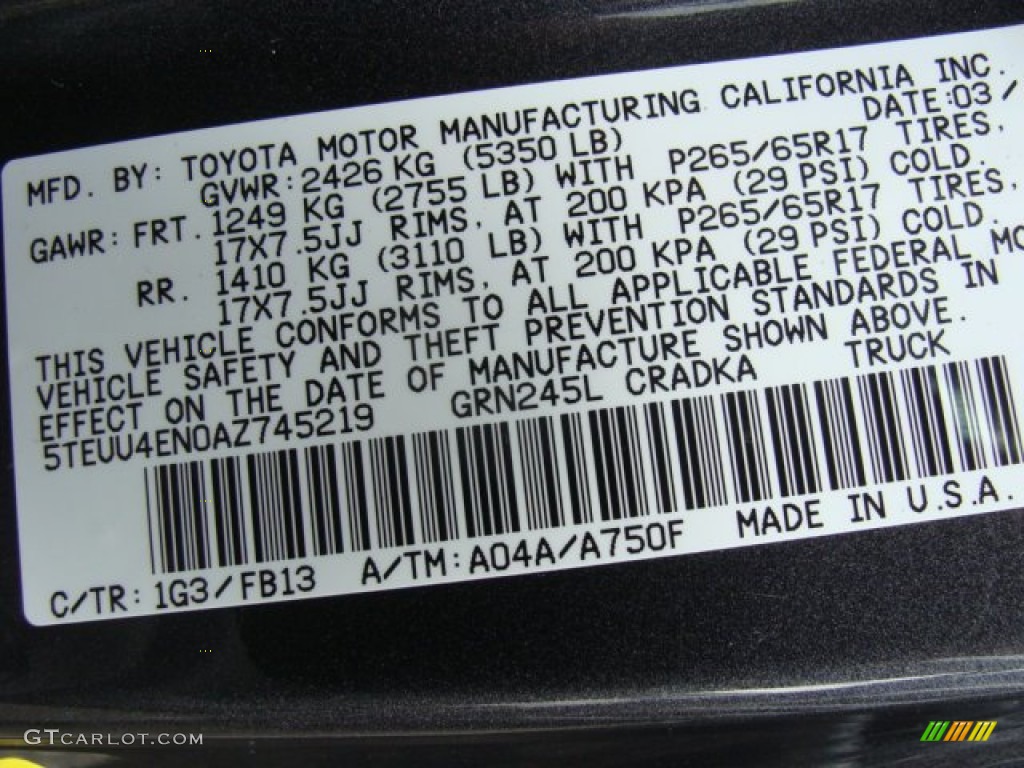 MFD. BY: TOYOTA MOTOR MANUFACTURING CALIFORNIA INC.
GVWR: 2426 KG (5350 LB) DATE: 03/
GAWR: FRT. 1249 KG (2755 LB) WITH P265/65R17 TIRES,
17X7.5JJ RIMS, AT 200 KPA (29 PSI) COLD.
RR. 1410 KG (3110 LB) WITH P265/65R17 TIRES,
17X7.5JJ RIMS, AT 200 KPA (29 PSI) COLD.
THIS VEHICLE CONFORMS TO ALL APPLICABLE FEDERAL MO
VEHICLE SAFETY AND THEFT PREVENTION STANDARDS IN
EFFECT ON THE DATE OF MANUFACTURE SHOWN ABOVE.
5TEUU4EN0AZ745219 GRN245L CRADKA TRUCK
C/TR: 1G3/FB13 A/TM: A04A/A750F MADE IN U.S.A.
GTCARLOT.COM